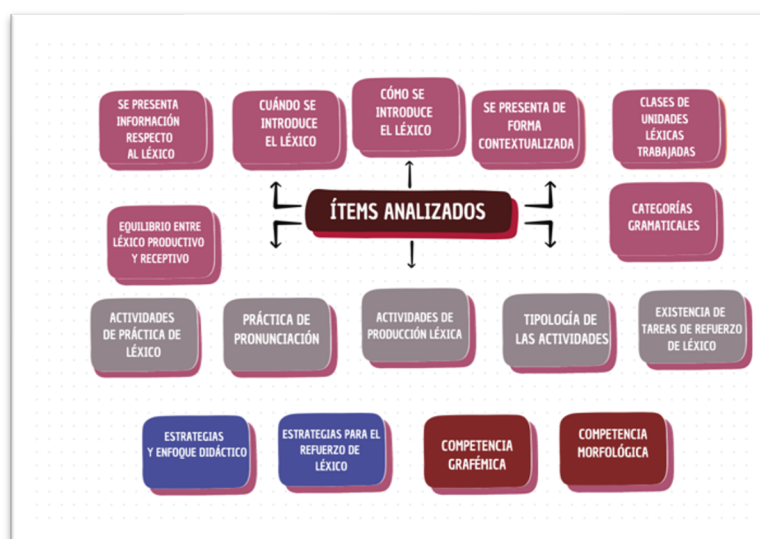 SE PRESENTA
INFORMACIÓN
RESPECTO
AL LÉXICO
CUÁNDO SE
INTRODUCE
EL LÉXICO
CÓMO SE
INTRODUCE
EL LÉXICO
SE PRESENTA DE
FORMA
CONTEXTUALIZADA
CLASES DE
UNIDADES
LÉXICAS
TRABAJADAS
ÍTEMS ANALIZADOS
EQUILIBRIO ENTRE
LÉXICO PRODUCTIVO
Y RECEPTIVO
CATEGORÍAS
GRAMATICALES
ACTIVIDADES
DE PRÁCTICA DE
LÉXICO
PRÁCTICA DE
PRONUNCIACIÓN
ACTIVIDADES DE
PRODUCCIÓN LÉXICA
TIPOLOGÍA DE
LAS ACTIVIDADES
EXISTENCIA DE
TAREAS DE REFUERZO
DE LÉXICO
ESTRATEGIAS
Y ENFOQUE DIDÁCTICO
ESTRATEGIAS PARA EL
REFUERZO DE
LÉXICO
COMPETENCIA
GRAFÉMICA
COMPETENCIA
MORFOLÓGICA